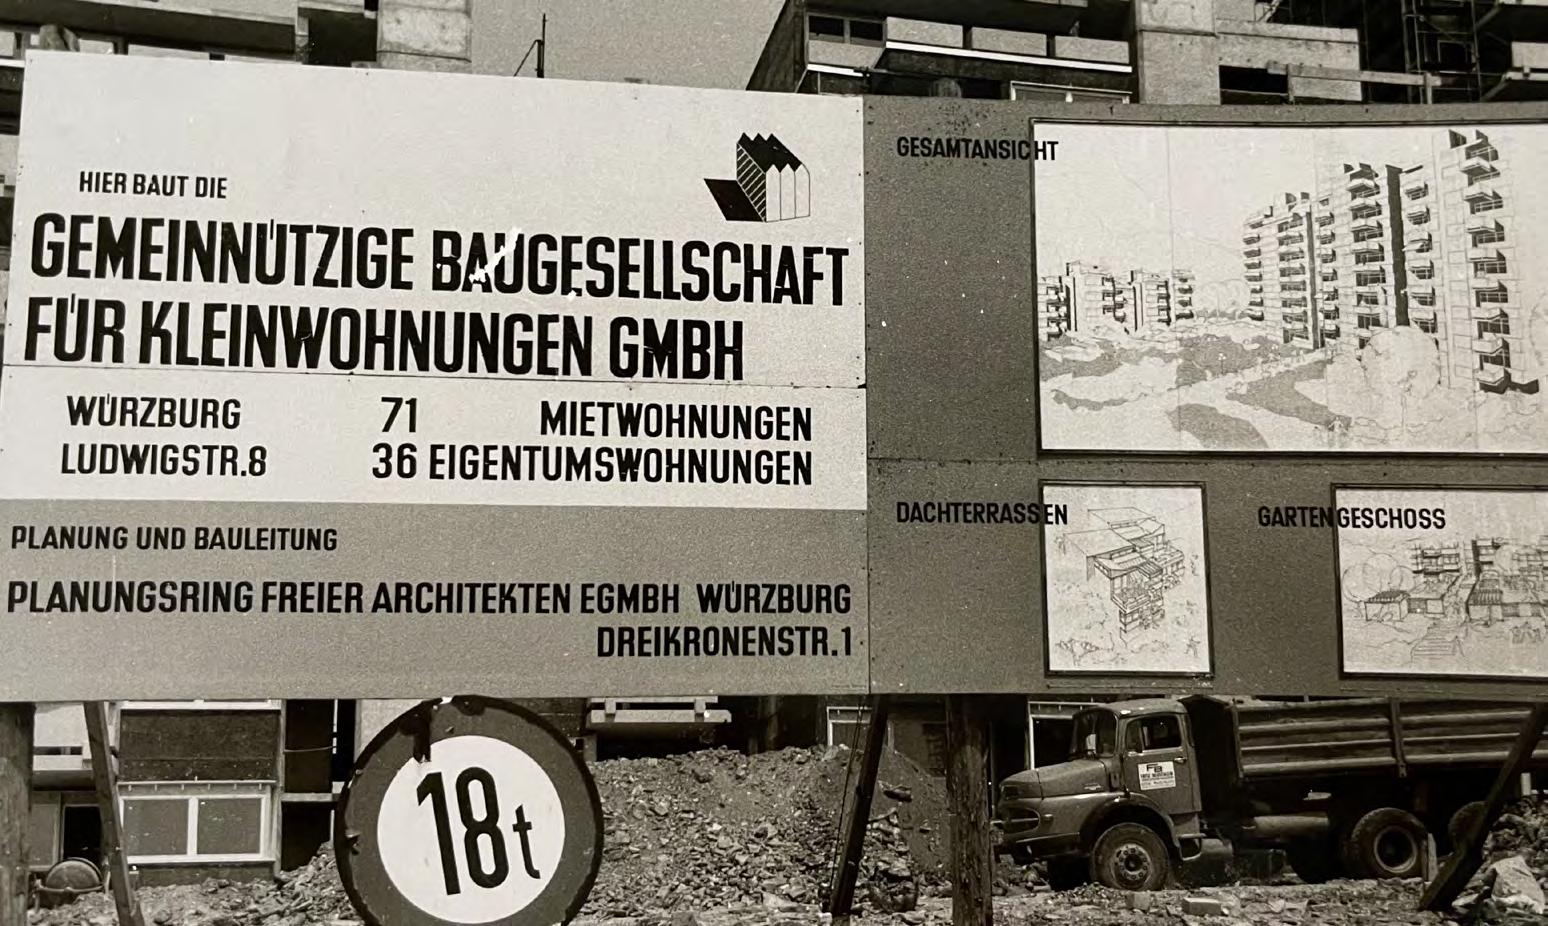 HIER BAUT DIE
GEMEINNÜTZIGE BAUGESELLSCHAFT
FÜR KLEINWOHNUNGEN GMBH
WÜRZBURG 71 MIETWOHNUNGEN
LUDWIGSTR.8 36 EIGENTUMSWOHNUNGEN
PLANUNG UND BAULEITUNG
PLANUNGSRING FREIER ARCHITEKTEN EGMBH WÜRZBURG
DREIKRONENSTR.1
GESAMTANSICHT
DACHTERRASSEN
GARTENGESCHOSS
18t